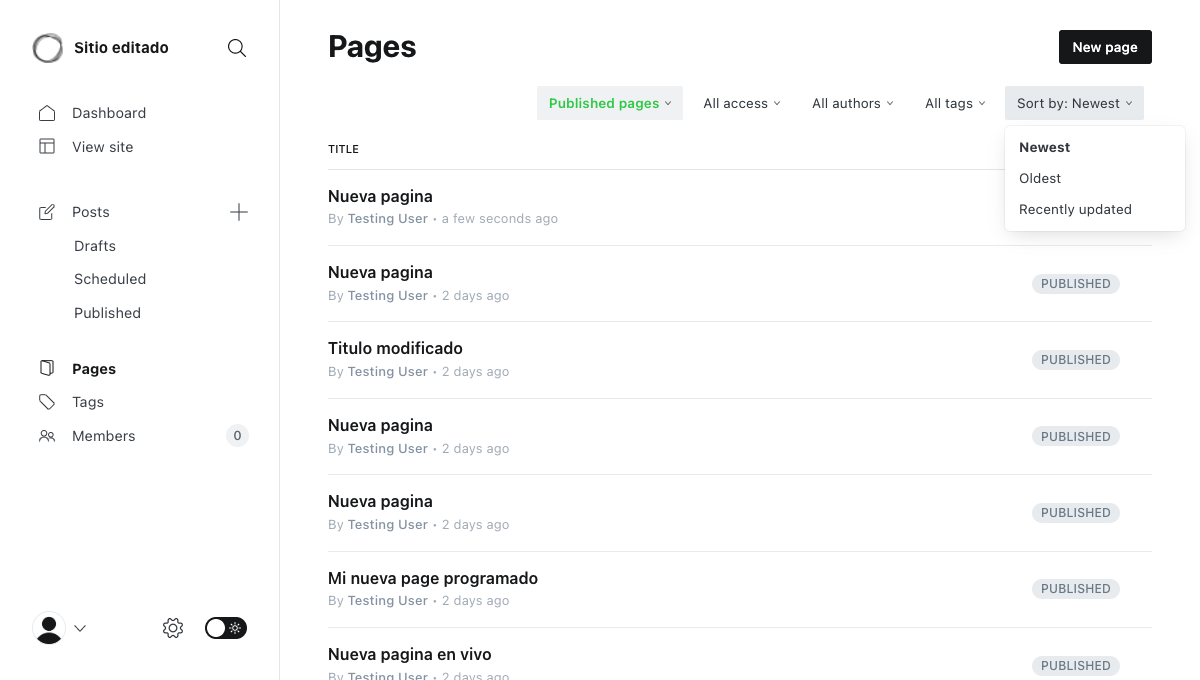 Sitio editado
Dashboard
View site
Posts
Drafts
Scheduled
Published
Pages
Tags
Members
0
Pages
New page
Published pages
All access
All authors
All tags
Sort by: Newest
Newest
Oldest
Recently updated
TITLE
Nueva pagina
By Testing User • a few seconds ago
Nueva pagina
By Testing User • 2 days ago
PUBLISHED
Titulo modificado
By Testing User • 2 days ago
PUBLISHED
Nueva pagina
By Testing User • 2 days ago
PUBLISHED
Nueva pagina
By Testing User • 2 days ago
PUBLISHED
Mi nueva page programado
By Testing User • 2 days ago
PUBLISHED
Nueva pagina en vivo
By Testing User • 2 days ago
PUBLISHED